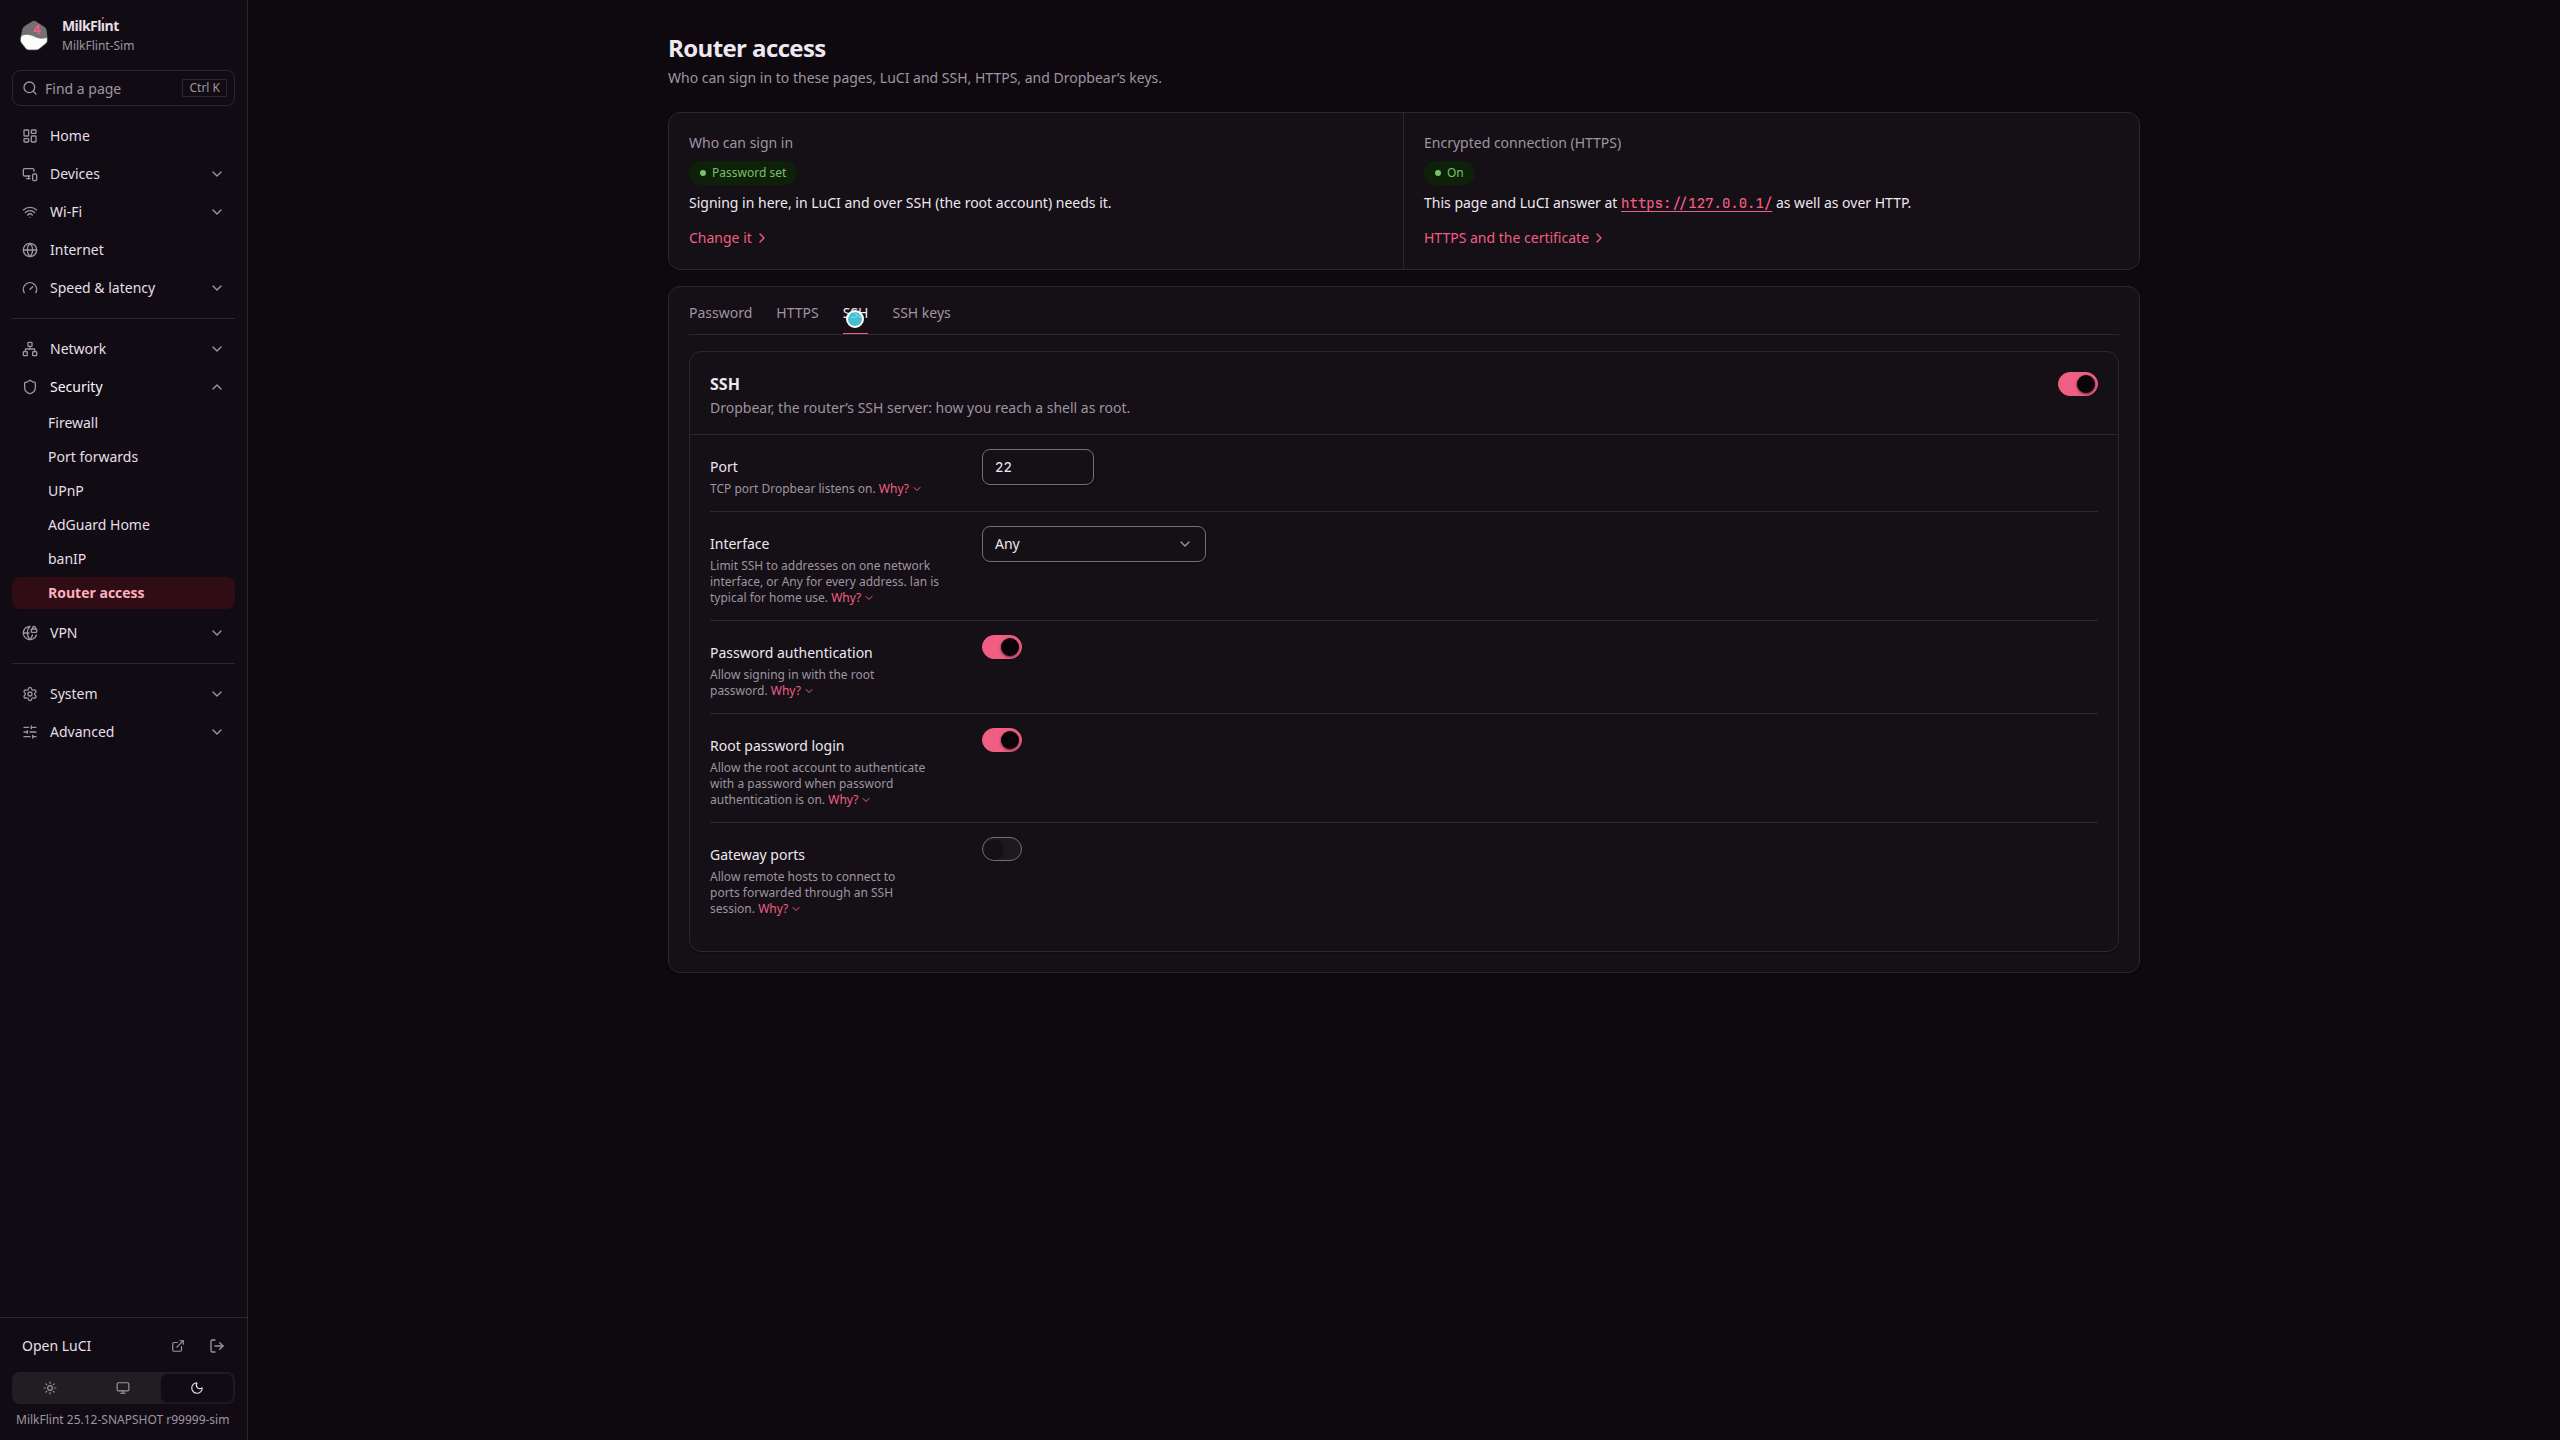 MilkFlint
MilkFlint-Sim
Find a page
Ctrl K
Home
Devices
Wi-Fi
Internet
Speed & latency
Network
Security
Firewall
Port forwards
UPnP
AdGuard Home
banIP
Router access
VPN
System
Advanced
Open LuCI
MilkFlint 25.12-SNAPSHOT r99999-sim
Router access
Who can sign in to these pages, LuCI and SSH, HTTPS, and Dropbear’s keys.
Who can sign in
Password set
Signing in here, in LuCI and over SSH (the root account) needs it.
Change it
Encrypted connection (HTTPS)
On
This page and LuCI answer at https://127.0.0.1/ as well as over HTTP.
HTTPS and the certificate
Password HTTPS SSH SSH keys
SSH
Dropbear, the router’s SSH server: how you reach a shell as root.
Port
22
TCP port Dropbear listens on. Why?
Interface
Any
Limit SSH to addresses on one network
interface, or Any for every address. lan is
typical for home use. Why?
Password authentication
Allow signing in with the root
password. Why?
Root password login
Allow the root account to authenticate
with a password when password
authentication is on. Why?
Gateway ports
Allow remote hosts to connect to
ports forwarded through an SSH
session. Why?